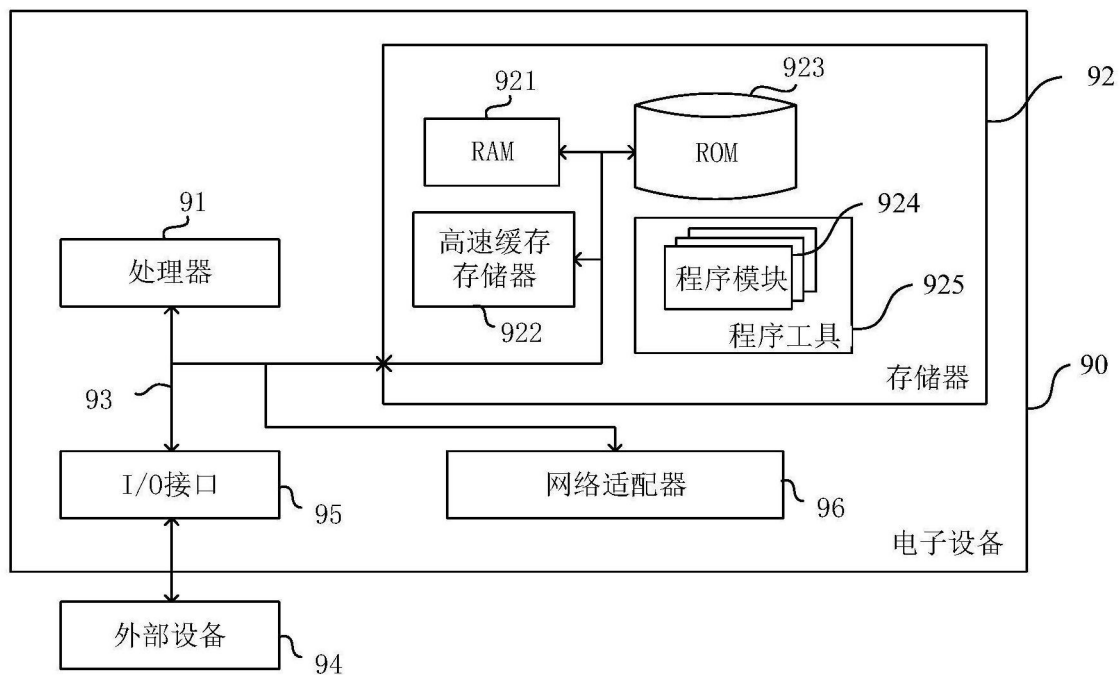 921
923
92
RAM
ROM
924
91
高速缓存
存储器
处理器
程序模块
925
922
程序工具
存储器
90
93
I/O接口
网络适配器
95
96
电子设备
外部设备
94